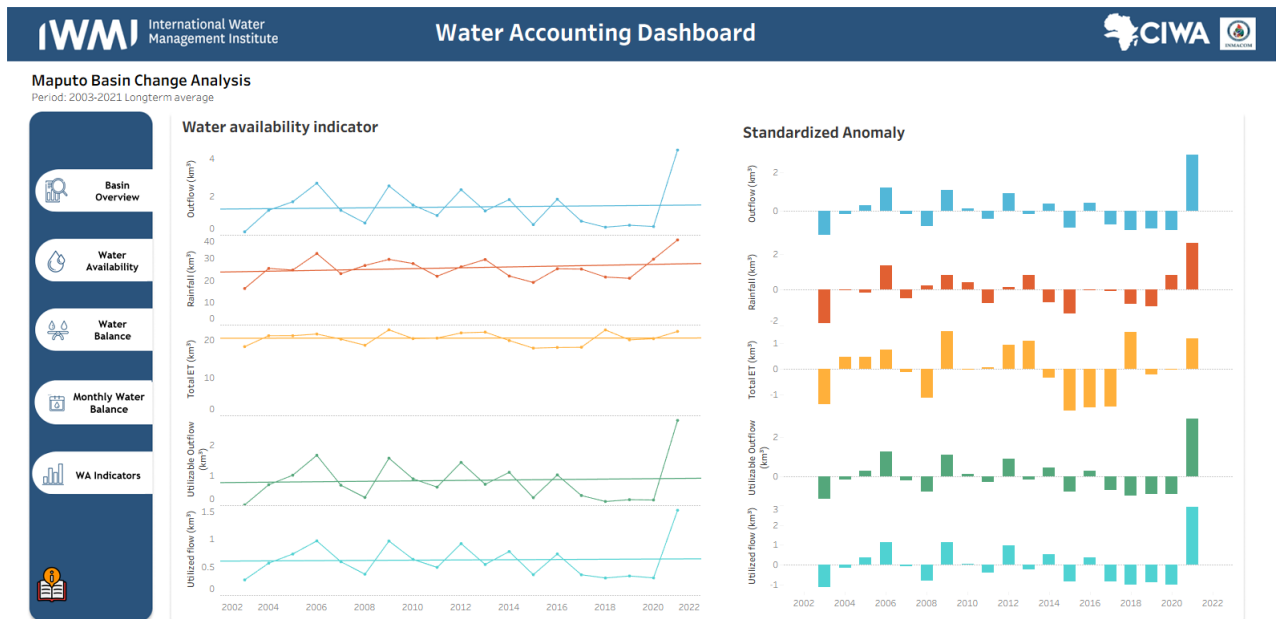 IWMI
International Water
Management Institute
Water Accounting Dashboard
CIWA
INMACOM
Maputo Basin Change Analysis
Period: 2003-2021 Longterm average
Basin
Overview
Water
Availability
Water
Balance
Monthly Water
Balance
WA Indicators
Water availability indicator
Outflow (km³)
4
2
0
Rainfall (km³)
40
30
20
10
0
Total ET (km³)
20
10
0
Utilizable Outflow
(km³)
2
1
0
Utilized flow (km³)
1.5
1
0.5
0
2002 2004 2006 2008 2010 2012 2014 2016 2018 2020 2022
Standardized Anomaly
Outflow (km³)
2
0
Rainfall (km³)
2
0
-2
Total ET (km³)
1
0
-1
Utilizable Outflow
(km³)
2
0
Utilized flow (km³)
3
2
1
0
-1
2002 2004 2006 2008 2010 2012 2014 2016 2018 2020 2022